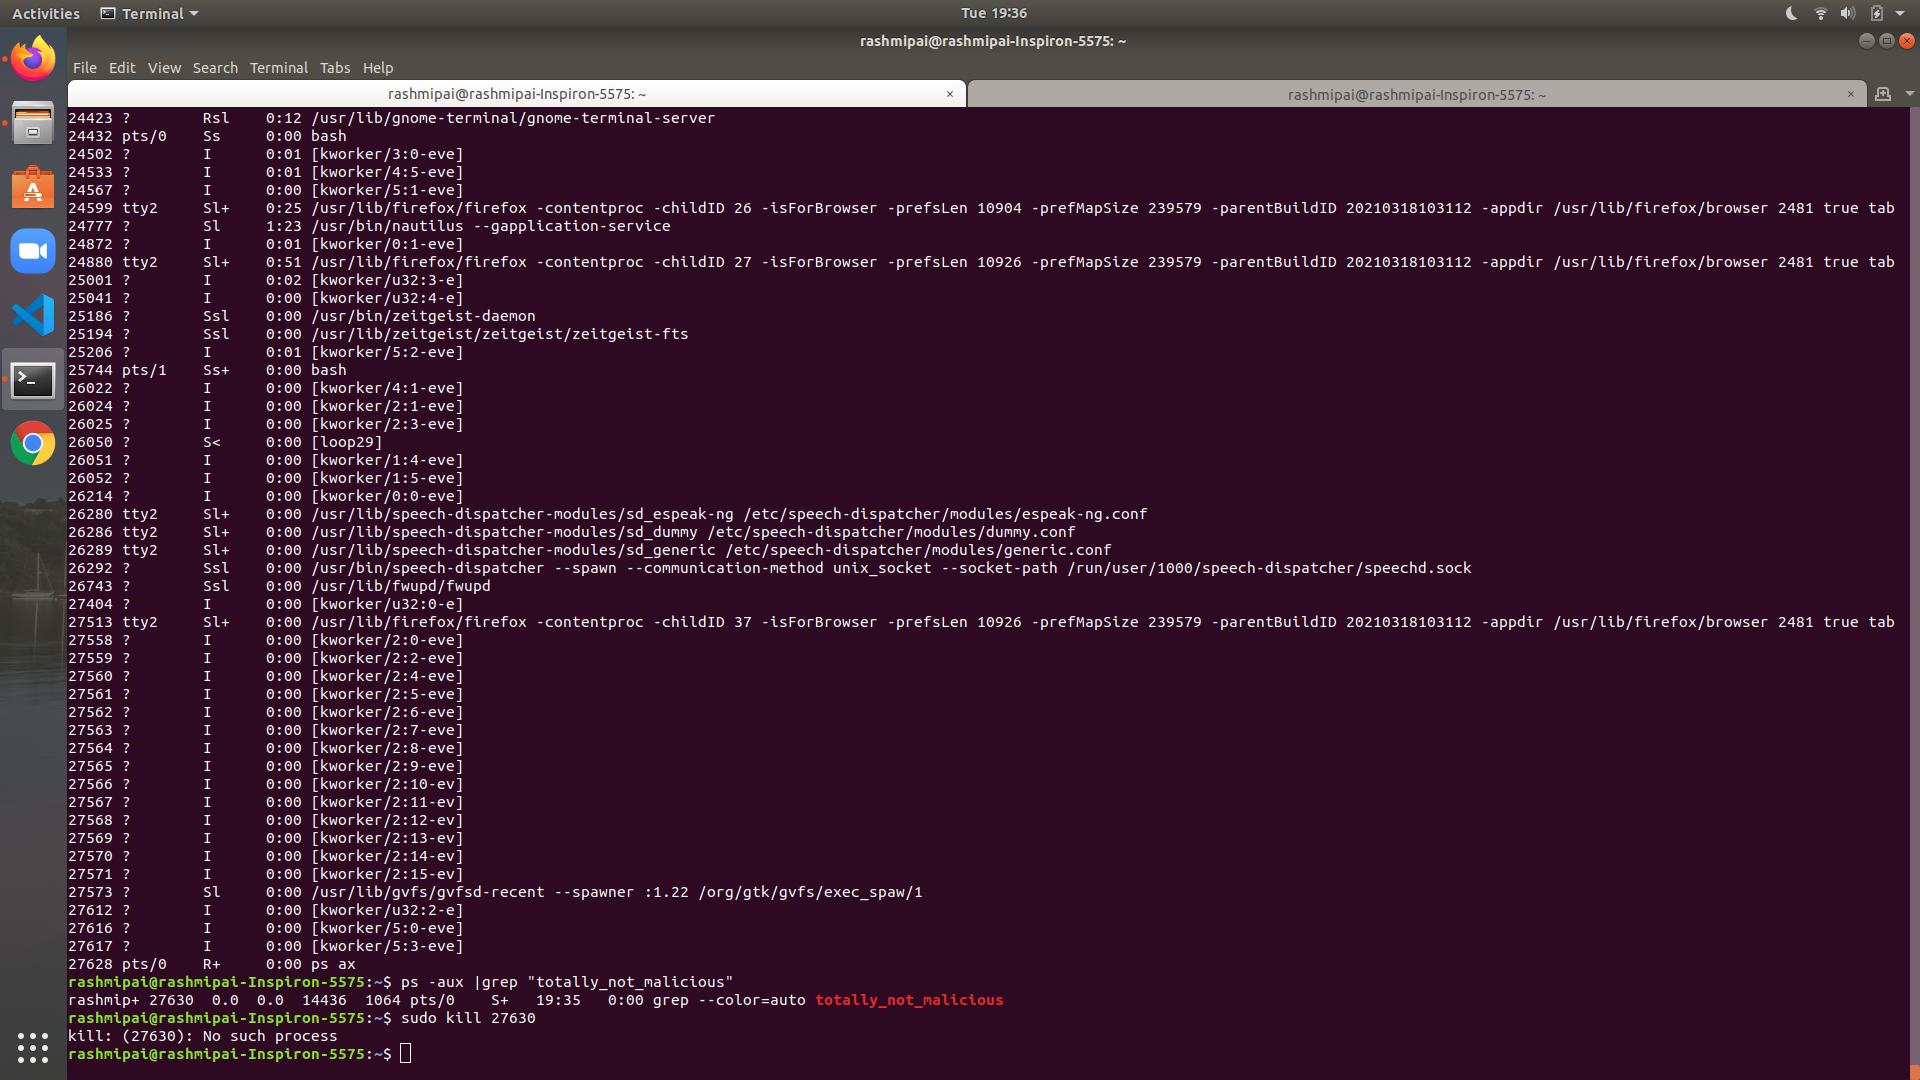 Activities Terminal Tue 19:36
rashmipai@rashmipai-Inspiron-5575: ~
File Edit View Search Terminal Tabs Help
rashmipai@rashmipai-Inspiron-5575: ~ × rashmipai@rashmipai-Inspiron-5575: ~ ×
24423 ?        Rsl    0:12 /usr/lib/gnome-terminal/gnome-terminal-server
24432 pts/0    Ss     0:00 bash
24502 ?        I      0:01 [kworker/3:0-eve]
24533 ?        I      0:01 [kworker/4:5-eve]
24567 ?        I      0:00 [kworker/5:1-eve]
24599 tty2     Sl+    0:25 /usr/lib/firefox/firefox -contentproc -childID 26 -isForBrowser -prefsLen 10904 -prefMapSize 239579 -parentBuildID 20210318103112 -appdir /usr/lib/firefox/browser 2481 true tab
24777 ?        Sl     1:23 /usr/bin/nautilus --gapplication-service
24872 ?        I      0:01 [kworker/0:1-eve]
24880 tty2     Sl+    0:51 /usr/lib/firefox/firefox -contentproc -childID 27 -isForBrowser -prefsLen 10926 -prefMapSize 239579 -parentBuildID 20210318103112 -appdir /usr/lib/firefox/browser 2481 true tab
25001 ?        I      0:02 [kworker/u32:3-e]
25041 ?        I      0:00 [kworker/u32:4-e]
25186 ?        Ssl    0:00 /usr/bin/zeitgeist-daemon
25194 ?        Ssl    0:00 /usr/lib/zeitgeist/zeitgeist/zeitgeist-fts
25206 ?        I      0:01 [kworker/5:2-eve]
25744 pts/1    Ss+    0:00 bash
26022 ?        I      0:00 [kworker/4:1-eve]
26024 ?        I      0:00 [kworker/2:1-eve]
26025 ?        I      0:00 [kworker/2:3-eve]
26050 ?        S<     0:00 [loop29]
26051 ?        I      0:00 [kworker/1:4-eve]
26052 ?        I      0:00 [kworker/1:5-eve]
26214 ?        I      0:00 [kworker/0:0-eve]
26280 tty2     Sl+    0:00 /usr/lib/speech-dispatcher-modules/sd_espeak-ng /etc/speech-dispatcher/modules/espeak-ng.conf
26286 tty2     Sl+    0:00 /usr/lib/speech-dispatcher-modules/sd_dummy /etc/speech-dispatcher/modules/dummy.conf
26289 tty2     Sl+    0:00 /usr/lib/speech-dispatcher-modules/sd_generic /etc/speech-dispatcher/modules/generic.conf
26292 ?        Ssl    0:00 /usr/bin/speech-dispatcher --spawn --communication-method unix_socket --socket-path /run/user/1000/speech-dispatcher/speechd.sock
26743 ?        Ssl    0:00 /usr/lib/fwupd/fwupd
27404 ?        I      0:00 [kworker/u32:0-e]
27513 tty2     Sl+    0:00 /usr/lib/firefox/firefox -contentproc -childID 37 -isForBrowser -prefsLen 10926 -prefMapSize 239579 -parentBuildID 20210318103112 -appdir /usr/lib/firefox/browser 2481 true tab
27558 ?        I      0:00 [kworker/2:0-eve]
27559 ?        I      0:00 [kworker/2:2-eve]
27560 ?        I      0:00 [kworker/2:4-eve]
27561 ?        I      0:00 [kworker/2:5-eve]
27562 ?        I      0:00 [kworker/2:6-eve]
27563 ?        I      0:00 [kworker/2:7-eve]
27564 ?        I      0:00 [kworker/2:8-eve]
27565 ?        I      0:00 [kworker/2:9-eve]
27566 ?        I      0:00 [kworker/2:10-ev]
27567 ?        I      0:00 [kworker/2:11-ev]
27568 ?        I      0:00 [kworker/2:12-ev]
27569 ?        I      0:00 [kworker/2:13-ev]
27570 ?        I      0:00 [kworker/2:14-ev]
27571 ?        I      0:00 [kworker/2:15-ev]
27573 ?        Sl     0:00 /usr/lib/gvfs/gvfsd-recent --spawner :1.22 /org/gtk/gvfs/exec_spaw/1
27612 ?        I      0:00 [kworker/u32:2-e]
27616 ?        I      0:00 [kworker/5:0-eve]
27617 ?        I      0:00 [kworker/5:3-eve]
27628 pts/0    R+     0:00 ps ax
rashmipai@rashmipai-Inspiron-5575:~$ ps -aux |grep "totally_not_malicious"
rashmip+ 27630  0.0  0.0  14436  1064 pts/0    S+   19:35   0:00 grep --color=auto totally_not_malicious
rashmipai@rashmipai-Inspiron-5575:~$ sudo kill 27630
kill: (27630): No such process
rashmipai@rashmipai-Inspiron-5575:~$